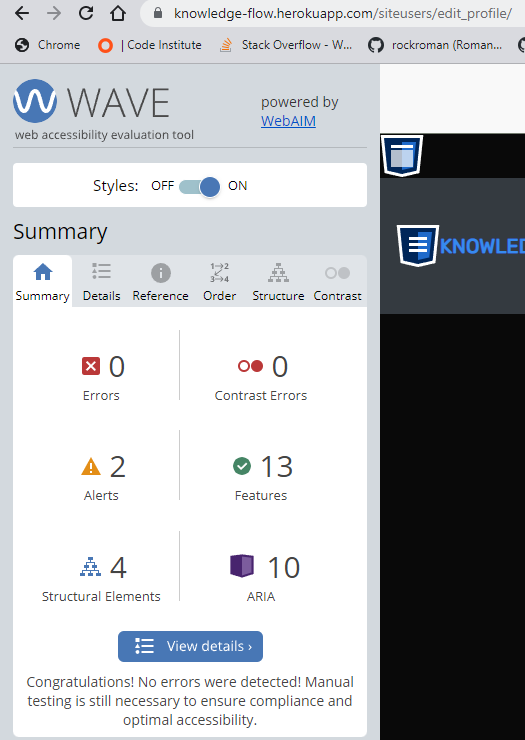 knowledge-flow.herokuapp.com/siteusers/edit_profile/
Chrome | Code Institute Stack Overflow - W... rockroman (Roman...
WAVE
web accessibility evaluation tool
powered by
WebAIM
Styles: OFF ON
Summary
Summary Details Reference Order Structure Contrast
0 0
Errors Contrast Errors
2 13
Alerts Features
4 10
Structural Elements ARIA
View details ›
Congratulations! No errors were detected! Manual
testing is still necessary to ensure compliance and
optimal accessibility.
KNOWLED